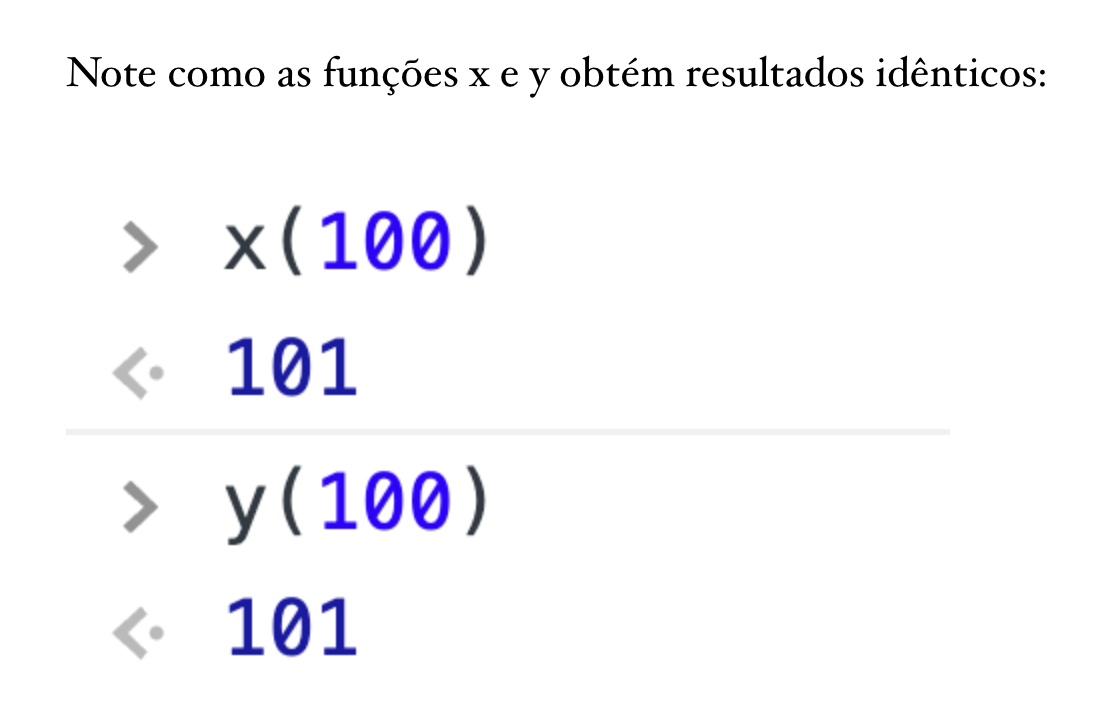 Note como as funções x e y obtém resultados idênticos:
> x(100)
<· 101
> y(100)
<· 101